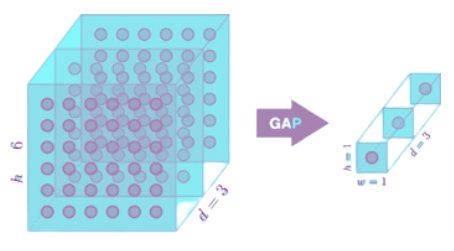 h 6
d = 3
GAP
h = 1
w = 1
d = 3